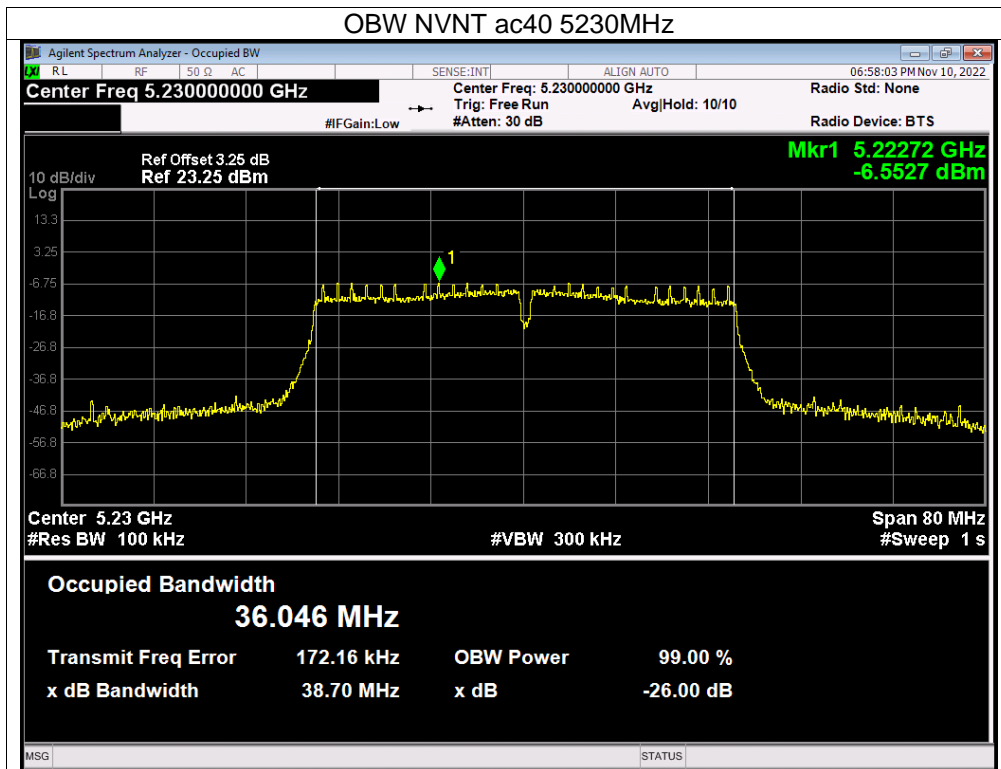 OBW NVNT ac40 5230MHz
Agilent Spectrum Analyzer - Occupied BW
LXI RL RF 50 Ω AC SENSE:INT ALIGN AUTO 06:58:03 PM Nov 10, 2022
Center Freq 5.230000000 GHz Center Freq: 5.230000000 GHz Radio Std: None
Trig: Free Run Avg|Hold: 10/10
#IFGain:Low #Atten: 30 dB Radio Device: BTS
Mkr1 5.22272 GHz
-6.5527 dBm
Ref Offset 3.25 dB
10 dB/div Ref 23.25 dBm
Log
13.3
3.25
1
-6.75
-16.8
-26.8
-36.8
-46.8
-56.8
-66.8
Center 5.23 GHz Span 80 MHz
#Res BW 100 kHz #VBW 300 kHz #Sweep 1 s
Occupied Bandwidth
36.046 MHz
Transmit Freq Error 172.16 kHz OBW Power 99.00 %
x dB Bandwidth 38.70 MHz x dB -26.00 dB
MSG STATUS